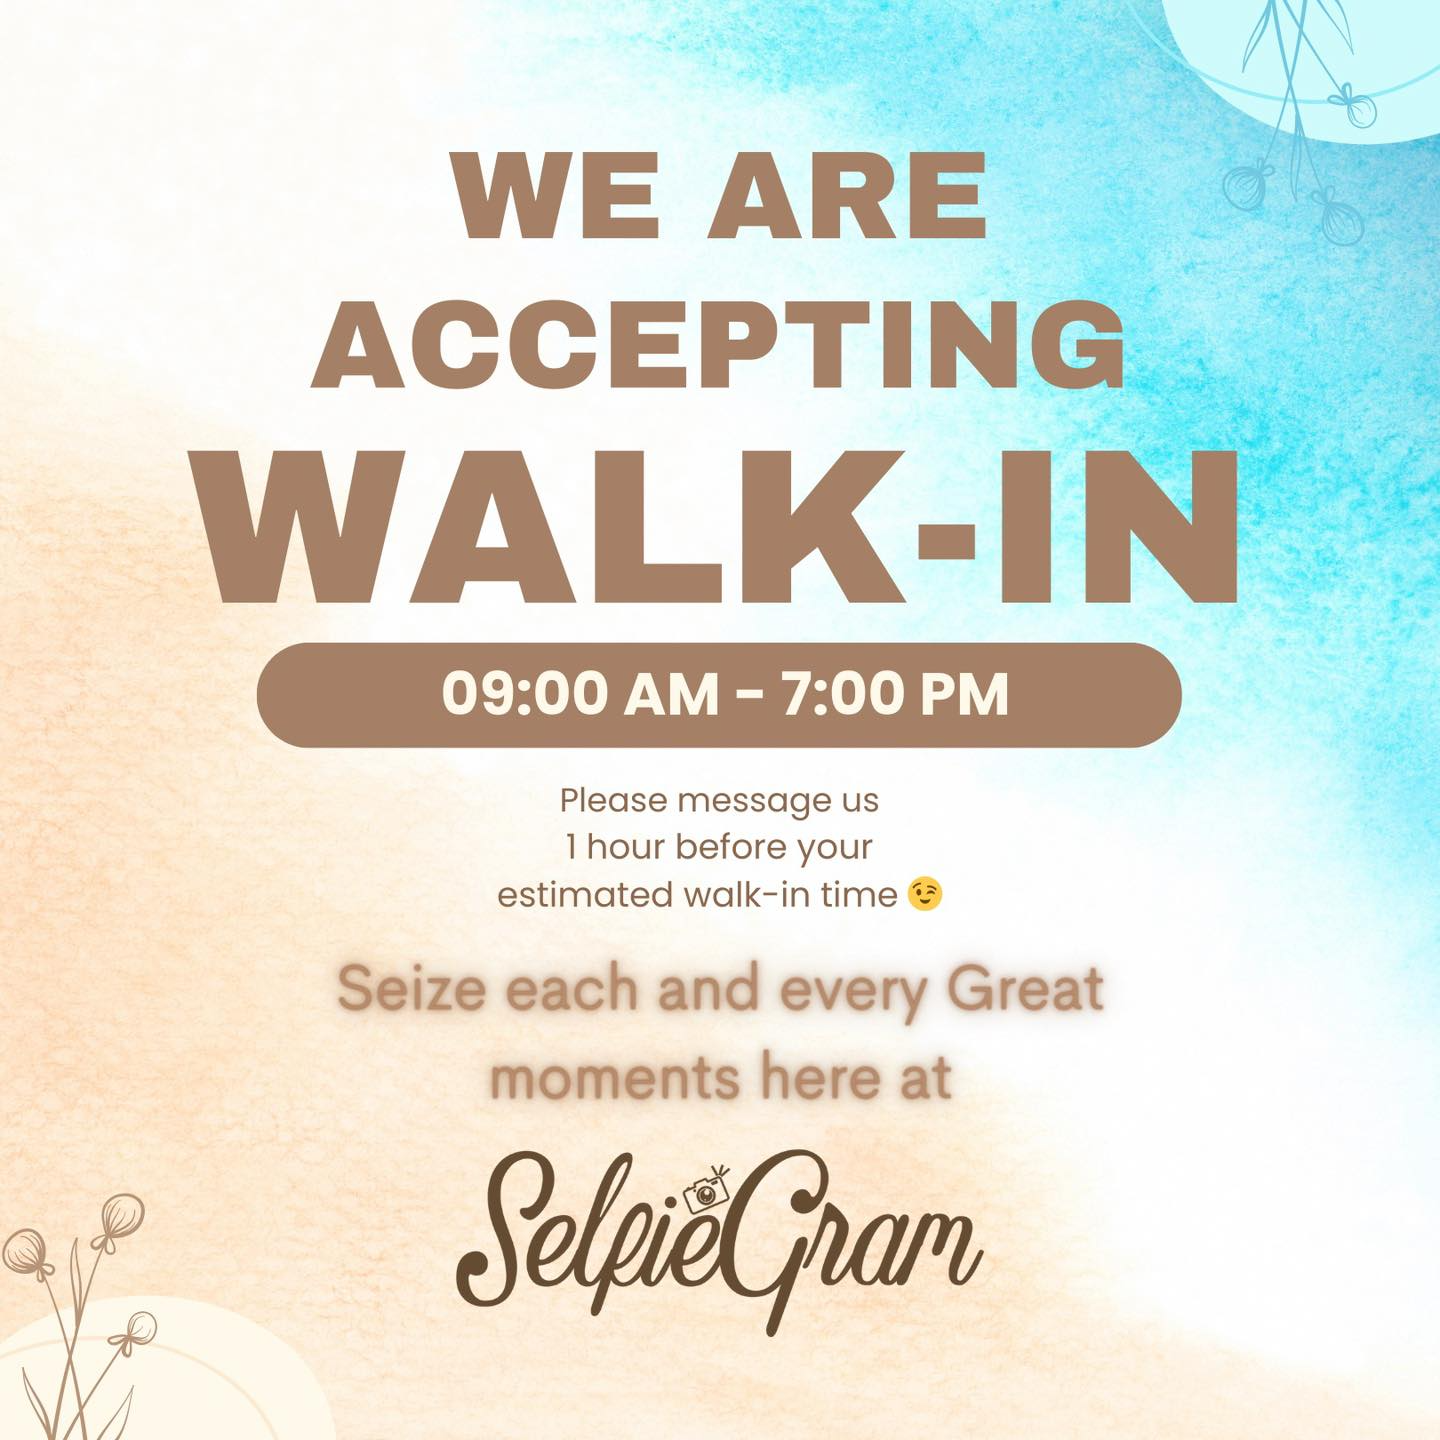 WE ARE
ACCEPTING
WALK-IN
09:00 AM - 7:00 PM
Please message us
1 hour before your
estimated walk-in time 😉
Seize each and every Great
moments here at
SelfieGram